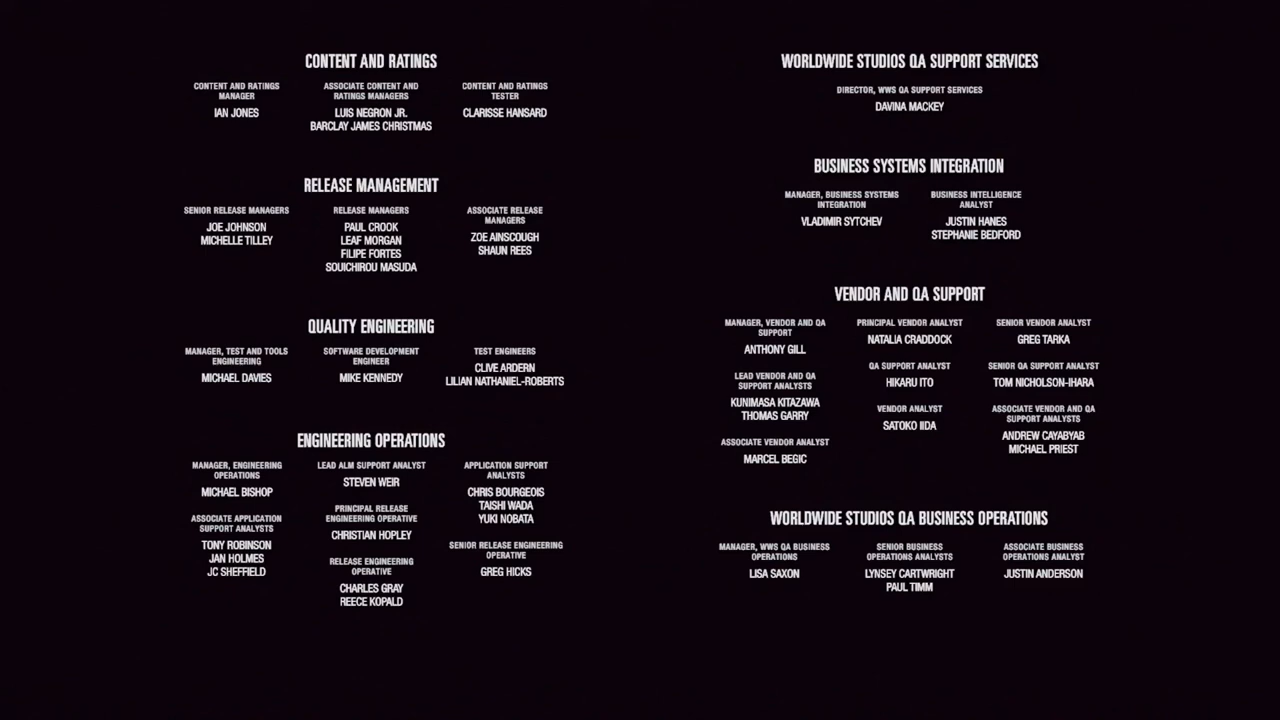 CONTENT AND RATINGS
CONTENT AND RATINGS
MANAGER
IAN JONES
ASSOCIATE CONTENT AND
RATINGS MANAGERS
LUIS NEGRON JR.
BARCLAY JAMES CHRISTMAS
CONTENT AND RATINGS
TESTER
CLARISSE HANSARD
RELEASE MANAGEMENT
SENIOR RELEASE MANAGERS
JOE JOHNSON
MICHELLE TILLEY
RELEASE MANAGERS
PAUL CROOK
LEAF MORGAN
FILIPE FORTES
SOUICHIROU MASUDA
ASSOCIATE RELEASE
MANAGERS
ZOE AINSCOUGH
SHAUN REES
QUALITY ENGINEERING
MANAGER, TEST AND TOOLS
ENGINEERING
MICHAEL DAVIES
SOFTWARE DEVELOPMENT
ENGINEER
MIKE KENNEDY
TEST ENGINEERS
CLIVE ARDERN
LILIAN NATHANIEL-ROBERTS
ENGINEERING OPERATIONS
MANAGER, ENGINEERING
OPERATIONS
MICHAEL BISHOP
ASSOCIATE APPLICATION
SUPPORT ANALYSTS
TONY ROBINSON
JAN HOLMES
JC SHEFFIELD
LEAD ALM SUPPORT ANALYST
STEVEN WEIR
PRINCIPAL RELEASE
ENGINEERING OPERATIVE
CHRISTIAN HOPLEY
RELEASE ENGINEERING
OPERATIVE
CHARLES GRAY
REECE KOPALD
APPLICATION SUPPORT
ANALYSTS
CHRIS BOURGEOIS
TAISHI WADA
YUKI NOBATA
SENIOR RELEASE ENGINEERING
OPERATIVE
GREG HICKS
WORLDWIDE STUDIOS QA SUPPORT SERVICES
DIRECTOR, WWS QA SUPPORT SERVICES
DAVINA MACKEY
BUSINESS SYSTEMS INTEGRATION
MANAGER, BUSINESS SYSTEMS
INTEGRATION
VLADIMIR SYTCHEV
BUSINESS INTELLIGENCE
ANALYST
JUSTIN HANES
STEPHANIE BEDFORD
VENDOR AND QA SUPPORT
MANAGER, VENDOR AND QA
SUPPORT
ANTHONY GILL
LEAD VENDOR AND QA
SUPPORT ANALYSTS
KUNIMASA KITAZAWA
THOMAS GARRY
ASSOCIATE VENDOR ANALYST
MARCEL BEGIC
PRINCIPAL VENDOR ANALYST
NATALIA CRADDOCK
QA SUPPORT ANALYST
HIKARU ITO
VENDOR ANALYST
SATOKO IIDA
SENIOR VENDOR ANALYST
GREG TARKA
SENIOR QA SUPPORT ANALYST
TOM NICHOLSON-IHARA
ASSOCIATE VENDOR AND QA
SUPPORT ANALYSTS
ANDREW CAYABYAB
MICHAEL PRIEST
WORLDWIDE STUDIOS QA BUSINESS OPERATIONS
MANAGER, WWS QA BUSINESS
OPERATIONS
LISA SAXON
SENIOR BUSINESS
OPERATIONS ANALYSTS
LYNSEY CARTWRIGHT
PAUL TIMM
ASSOCIATE BUSINESS
OPERATIONS ANALYST
JUSTIN ANDERSON